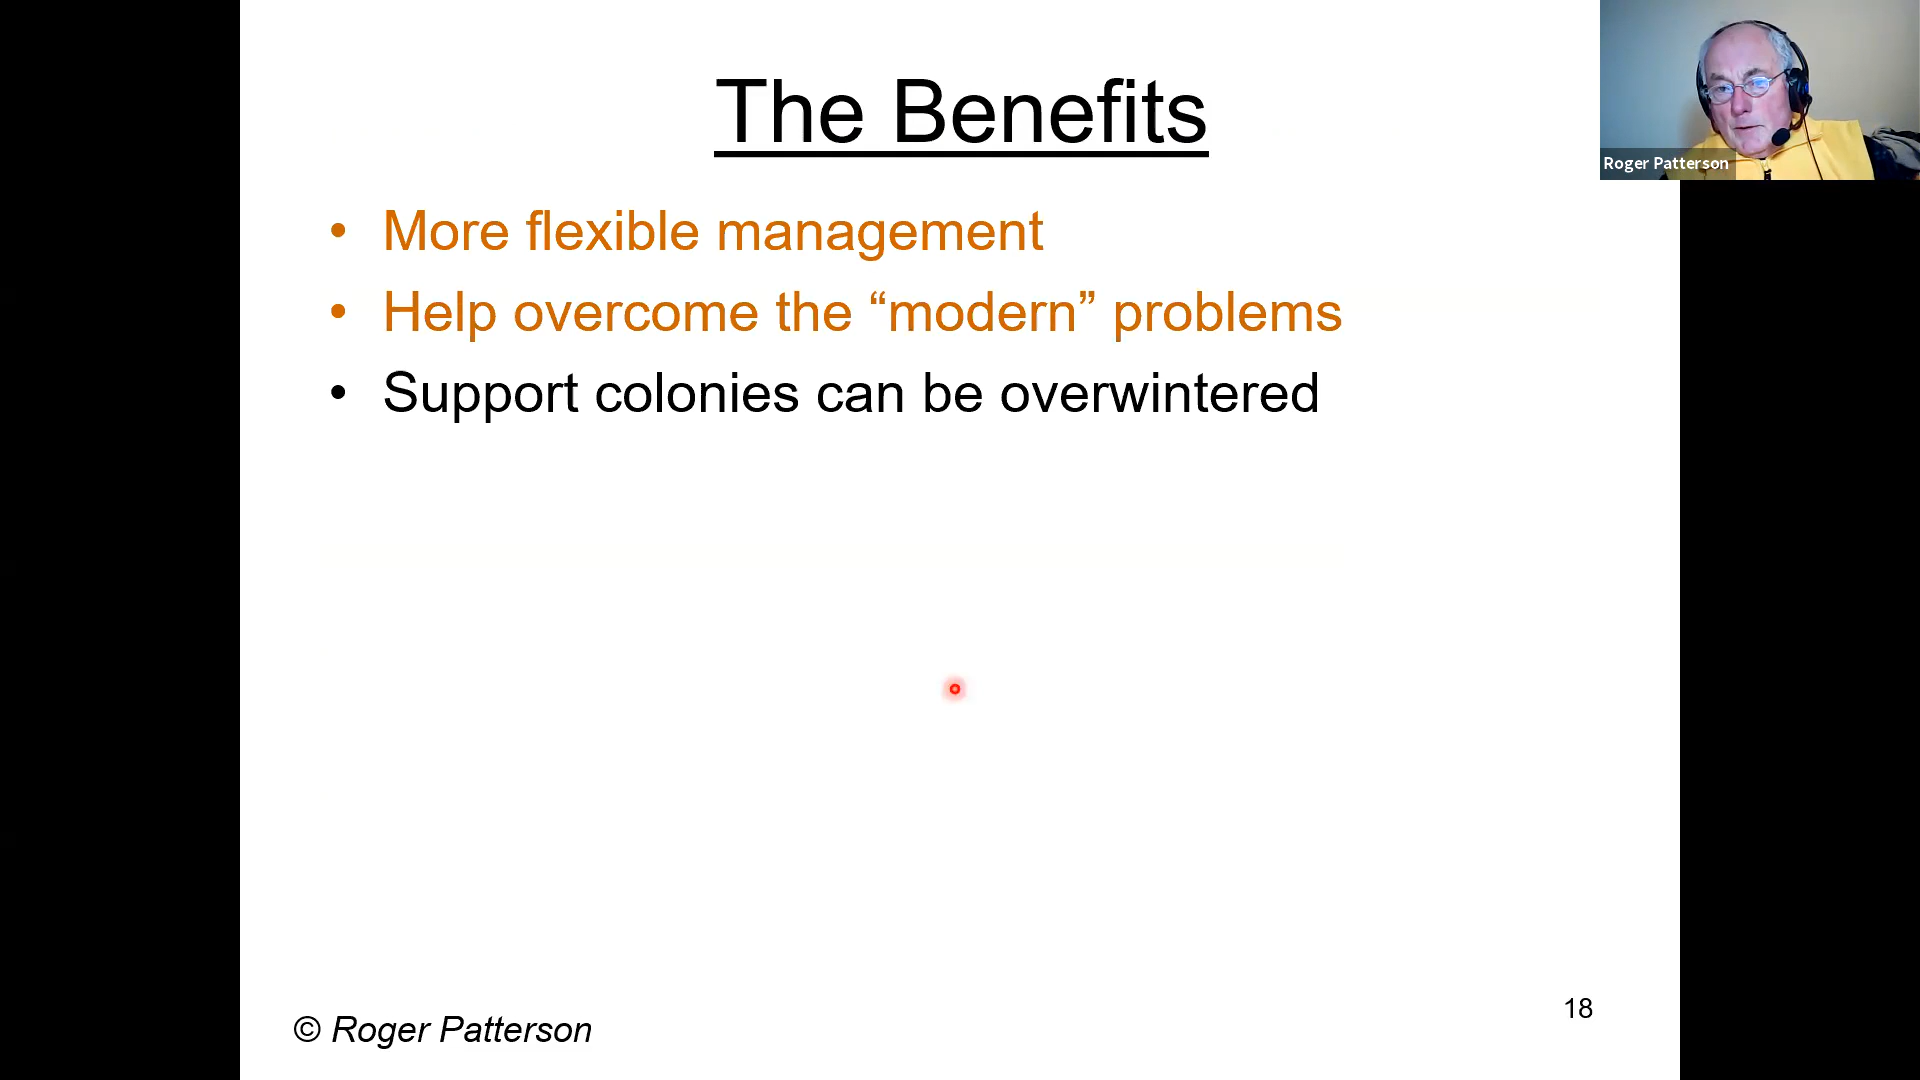 The Benefits
• More flexible management
• Help overcome the “modern” problems
• Support colonies can be overwintered
Roger Patterson
© Roger Patterson
18